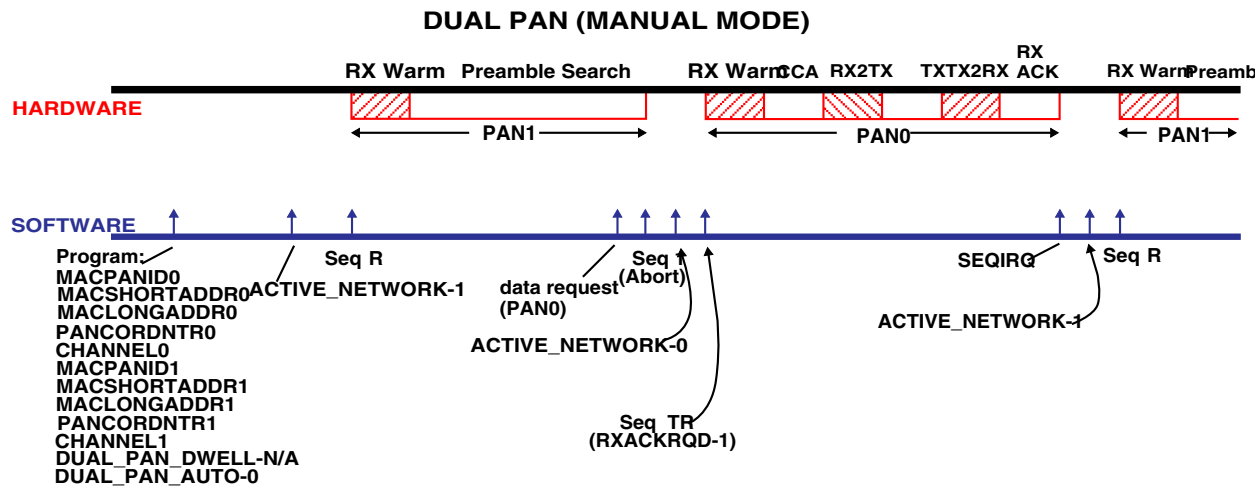 DUAL PAN (MANUAL MODE)
RX Warm Preamble Search RX Warm CCA RX2TX TXTX2RX RX ACK RX Warm Preamb
HARDWARE
PAN1 PAN0 PAN1
SOFTWARE
Program:
MACPANID0
MACSHORTADDR0
MACLONGADDR0
PANCORDNTR0
CHANNEL0
MACPANID1
MACSHORTADDR1
MACLONGADDR1
PANCORDNTR1
CHANNEL1
DUAL_PAN_DWELL-N/A
DUAL_PAN_AUTO-0
ACTIVE_NETWORK-1
Seq R
data request
(PAN0)
Seq I
(Abort)
ACTIVE_NETWORK-0
Seq TR
(RXACKRQD-1)
SEQIRQ
ACTIVE_NETWORK-1
Seq R